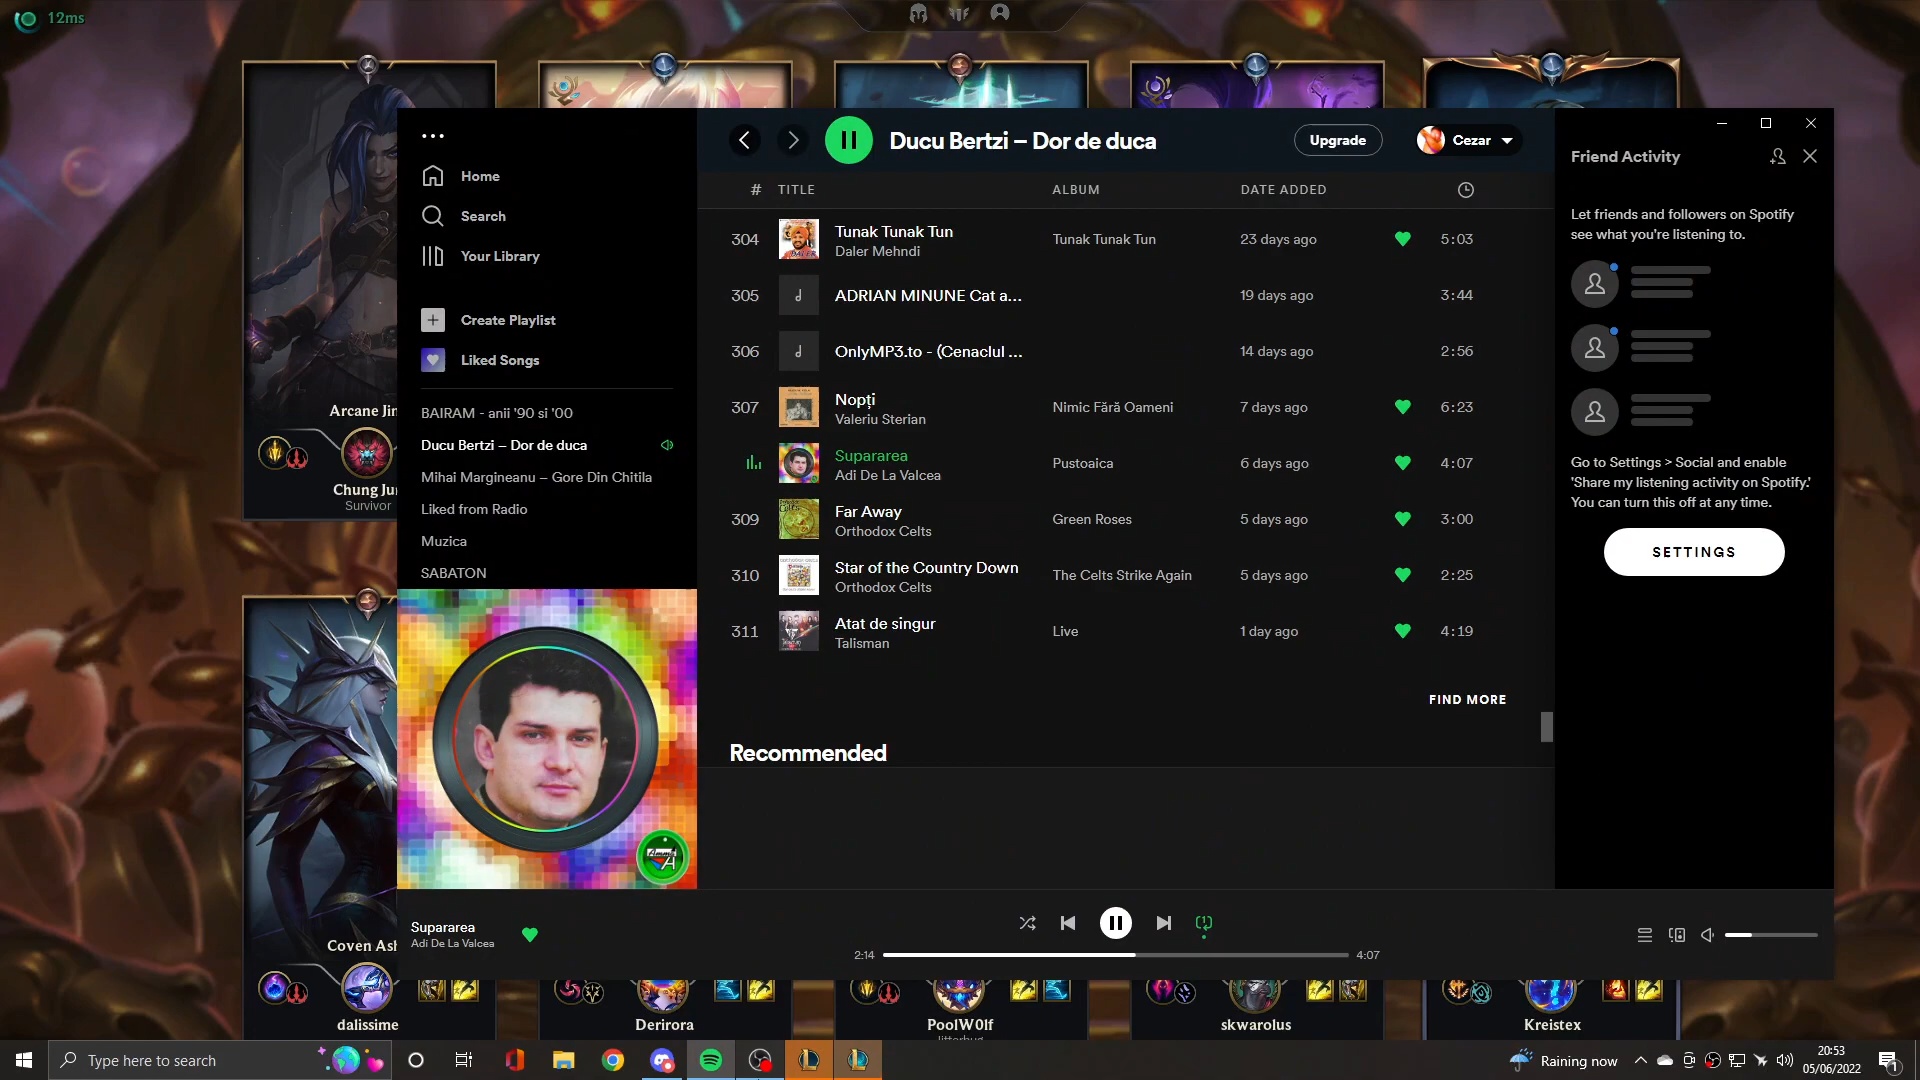 12ms
Ducu Bertzi – Dor de duca
Upgrade
Cezar
Home
Search
Your Library
Create Playlist
Liked Songs
BAIRAM - anii '90 si '00
Ducu Bertzi – Dor de duca
Mihai Margineanu – Gore Din Chitila
Liked from Radio
Muzica
SABATON
# TITLE ALBUM DATE ADDED
304 Tunak Tunak Tun Tunak Tunak Tun 23 days ago 5:03
Daler Mehndi
305 ADRIAN MINUNE Cat a... 19 days ago 3:44
306 OnlyMP3.to - (Cenaclul ... 14 days ago 2:56
307 Nopți Nimic Fără Oameni 7 days ago 6:23
Valeriu Sterian
Supararea Pustoaica 6 days ago 4:07
Adi De La Valcea
309 Far Away Green Roses 5 days ago 3:00
Orthodox Celts
310 Star of the Country Down The Celts Strike Again 5 days ago 2:25
Orthodox Celts
311 Atat de singur Live 1 day ago 4:19
Talisman
FIND MORE
Recommended
Friend Activity
Let friends and followers on Spotify
see what you're listening to.
Go to Settings > Social and enable
'Share my listening activity on Spotify.'
You can turn this off at any time.
SETTINGS
Arcane Jin
Chung Ju
Survivor
Coven Ash
Supararea
Adi De La Valcea
2:14 4:07
dalissime
Derirora
PoolW0lf
skwarolus
Kreistex
Type here to search
Raining now
20:53
05/06/2022
1